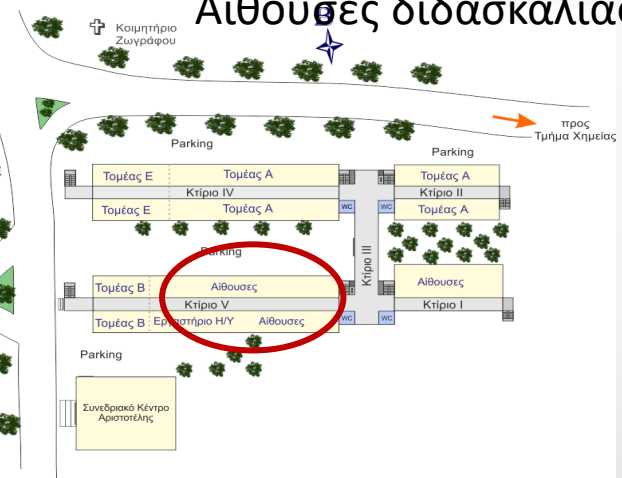 Αίθουσες διδασκαλίας
Β
Κοιμητήριο
Ζωγράφου
προς
Τμήμα Χημείας
Parking
Parking
Τομέας Ε Τομέας Α
Τομέας Α
Κτίριο IV
Κτίριο II
Τομέας Ε Τομέας Α
WC WC
Τομέας Α
Parking
Κτίριο III
Τομέας Β Αίθουσες
Αίθουσες
Κτίριο V
Κτίριο I
Τομέας Β Εργαστήριο Η/Υ Αίθουσες
WC WC
Parking
Συνεδριακό Κέντρο
Αριστοτέλης